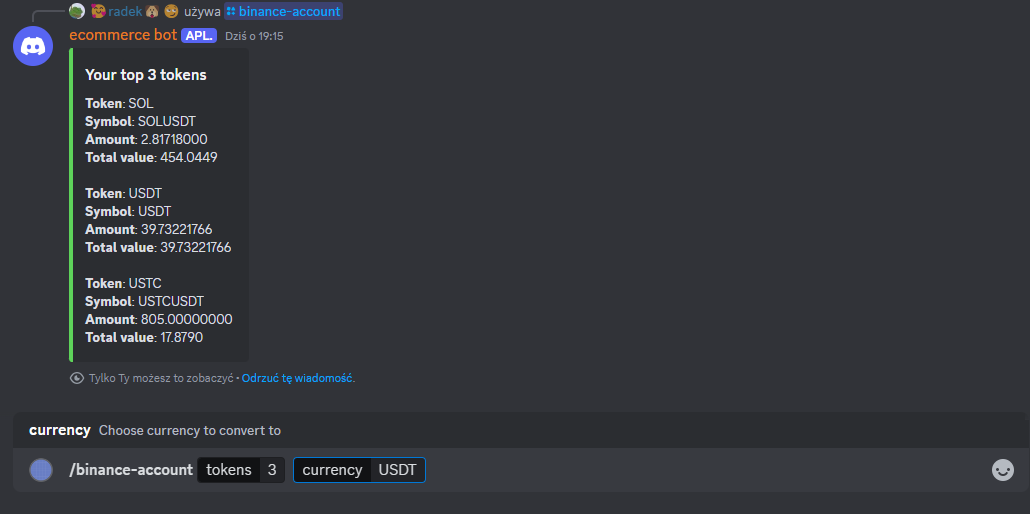 radek używa binance-account
ecommerce bot APL. Dziś o 19:15
Your top 3 tokens
Token: SOL
Symbol: SOLUSDT
Amount: 2.81718000
Total value: 454.0449
Token: USDT
Symbol: USDT
Amount: 39.73221766
Total value: 39.73221766
Token: USTC
Symbol: USTCUSDT
Amount: 805.00000000
Total value: 17.8790
Tylko Ty możesz to zobaczyć • Odrzuć tę wiadomość.
currency Choose currency to convert to
/binance-account tokens 3 currency USDT